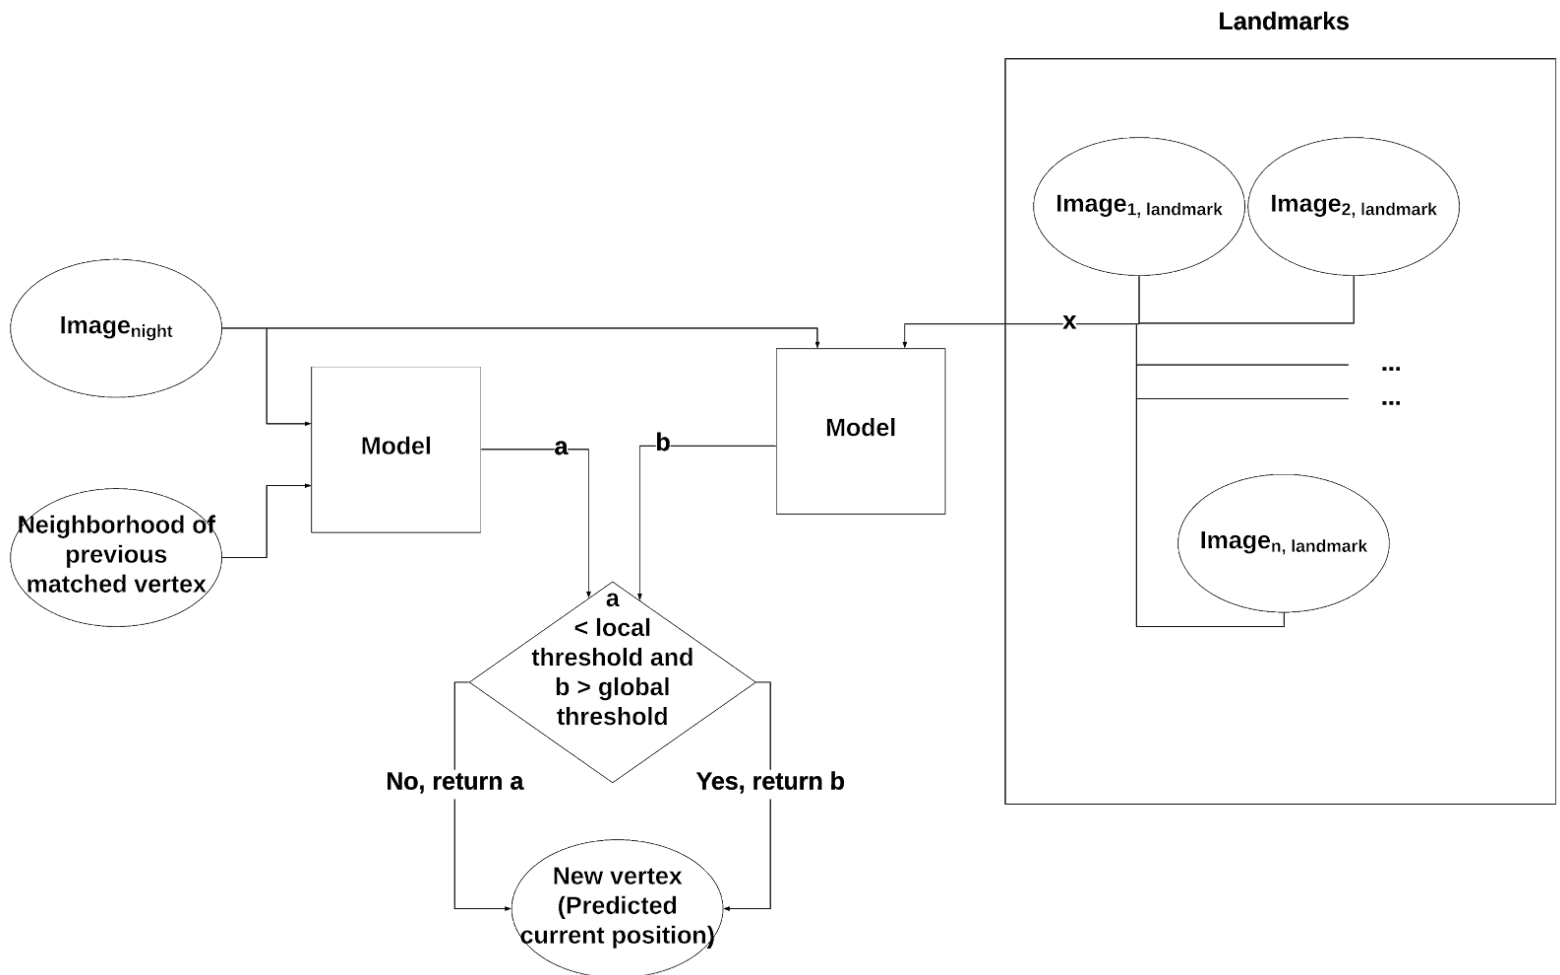 Landmarks
Image1, landmark
Image2, landmark
Imagenight
x
...
...
Model
Model
a
b
Neighborhood of
previous
matched vertex
Imagen, landmark
a
< local
threshold and
b > global
threshold
No, return a
Yes, return b
New vertex
(Predicted
current position)